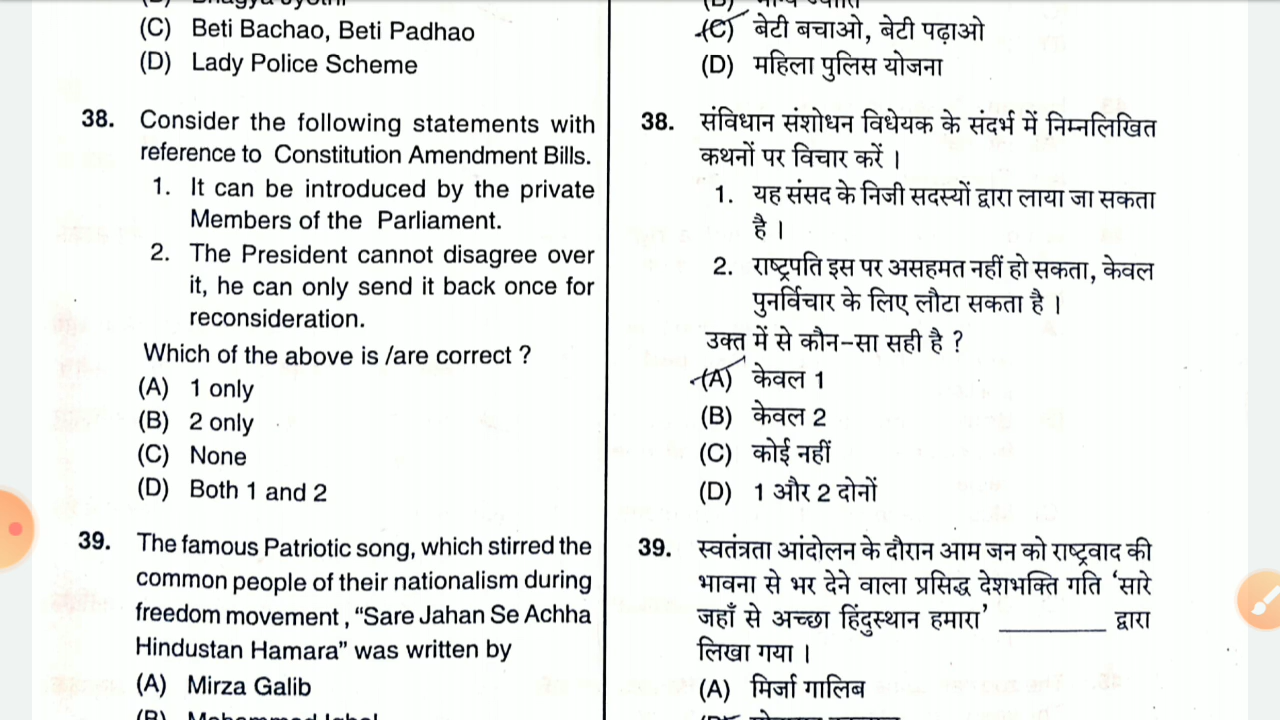 (C) Beti Bachao, Beti Padhao
(D) Lady Police Scheme
38. Consider the following statements with
reference to Constitution Amendment Bills.
1. It can be introduced by the private
Members of the Parliament.
2. The President cannot disagree over
it, he can only send it back once for
reconsideration.
Which of the above is /are correct ?
(A) 1 only
(B) 2 only
(C) None
(D) Both 1 and 2
39. The famous Patriotic song, which stirred the
common people of their nationalism during
freedom movement , “Sare Jahan Se Achha
Hindustan Hamara” was written by
(A) Mirza Galib
(C) बेटी बचाओ, बेटी पढ़ाओ
(D) महिला पुलिस योजना
38. संविधान संशोधन विधेयक के संदर्भ में निम्नलिखित
कथनों पर विचार करें ।
1. यह संसद के निजी सदस्यों द्वारा लाया जा सकता
है ।
2. राष्ट्रपति इस पर असहमत नहीं हो सकता, केवल
पुनर्विचार के लिए लौटा सकता है ।
उक्त में से कौन-सा सही है ?
(A) केवल 1
(B) केवल 2
(C) कोई नहीं
(D) 1 और 2 दोनों
39. स्वतंत्रता आंदोलन के दौरान आम जन को राष्ट्रवाद की
भावना से भर देने वाला प्रसिद्ध देशभक्ति गति ‘सारे
जहाँ से अच्छा हिंदुस्थान हमारा’ ________ द्वारा
लिखा गया ।
(A) मिर्जा गालिब